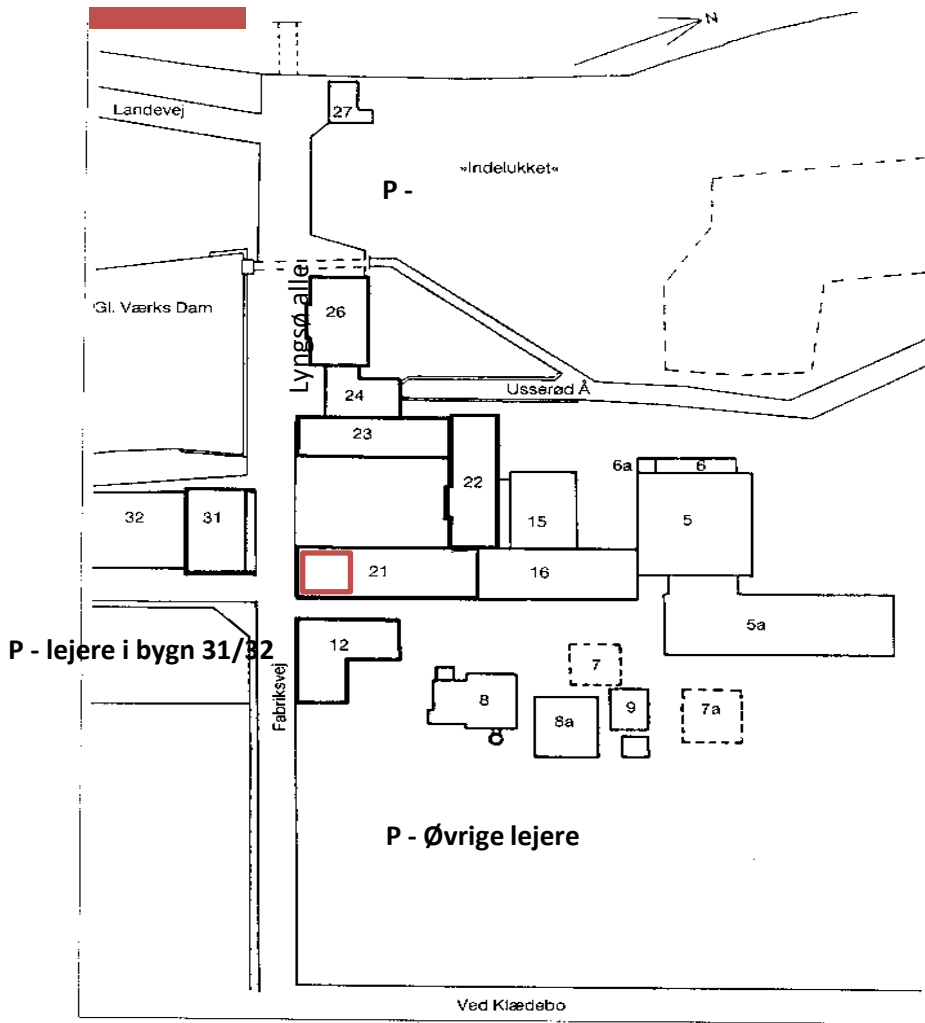 N
Landevej
27
»Indelukket«
P -
Gl. Værks Dam
Lyngsø alle
26
24
Usserød Å
23
22
6a
6
15
5
32
31
21
16
5a
P - lejere i bygn 31/32
12
Fabriksvej
7
8
8a
9
7a
P - Øvrige lejere
Ved Klædebo